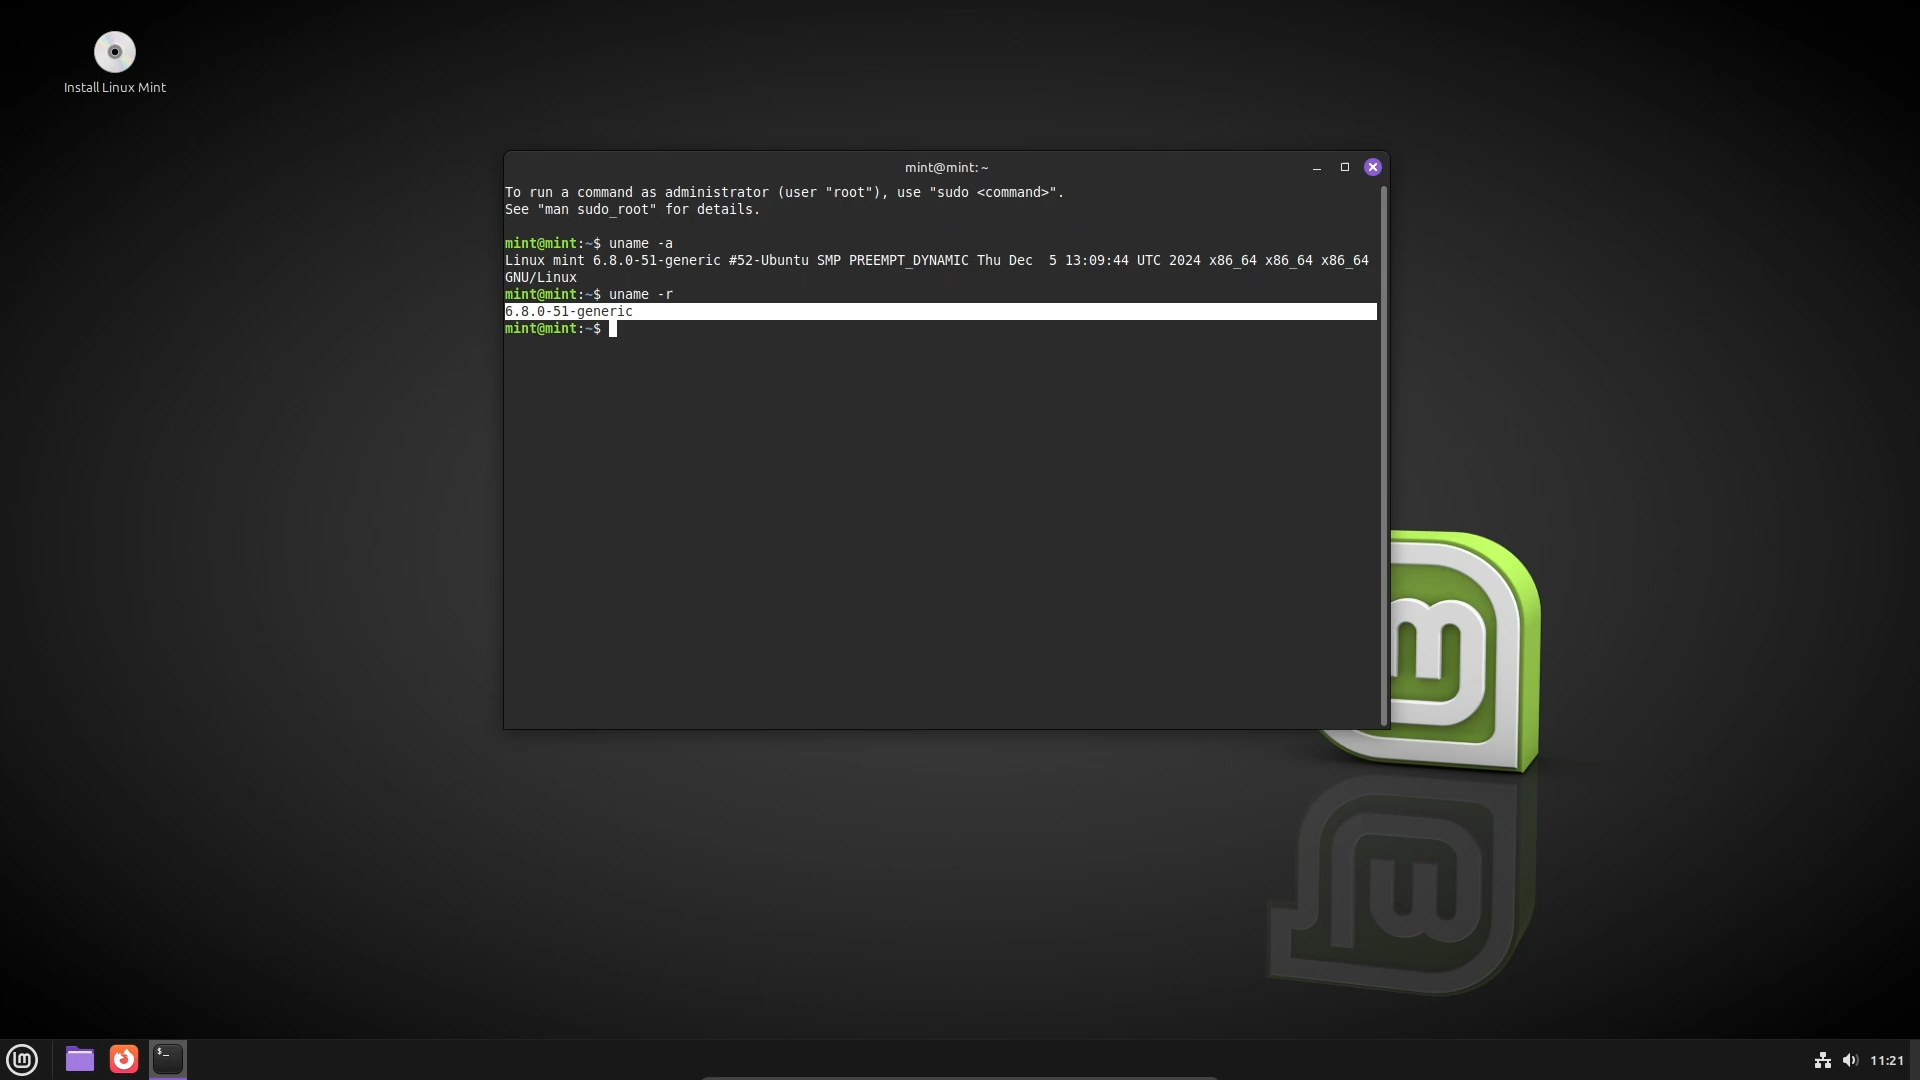 Install Linux Mint
mint@mint: ~
To run a command as administrator (user "root"), use "sudo <command>".
See "man sudo_root" for details.
mint@mint:~$ uname -a
Linux mint 6.8.0-51-generic #52-Ubuntu SMP PREEMPT_DYNAMIC Thu Dec  5 13:09:44 UTC 2024 x86_64 x86_64 x86_64
GNU/Linux
mint@mint:~$ uname -r
6.8.0-51-generic
mint@mint:~$
$_
11:21